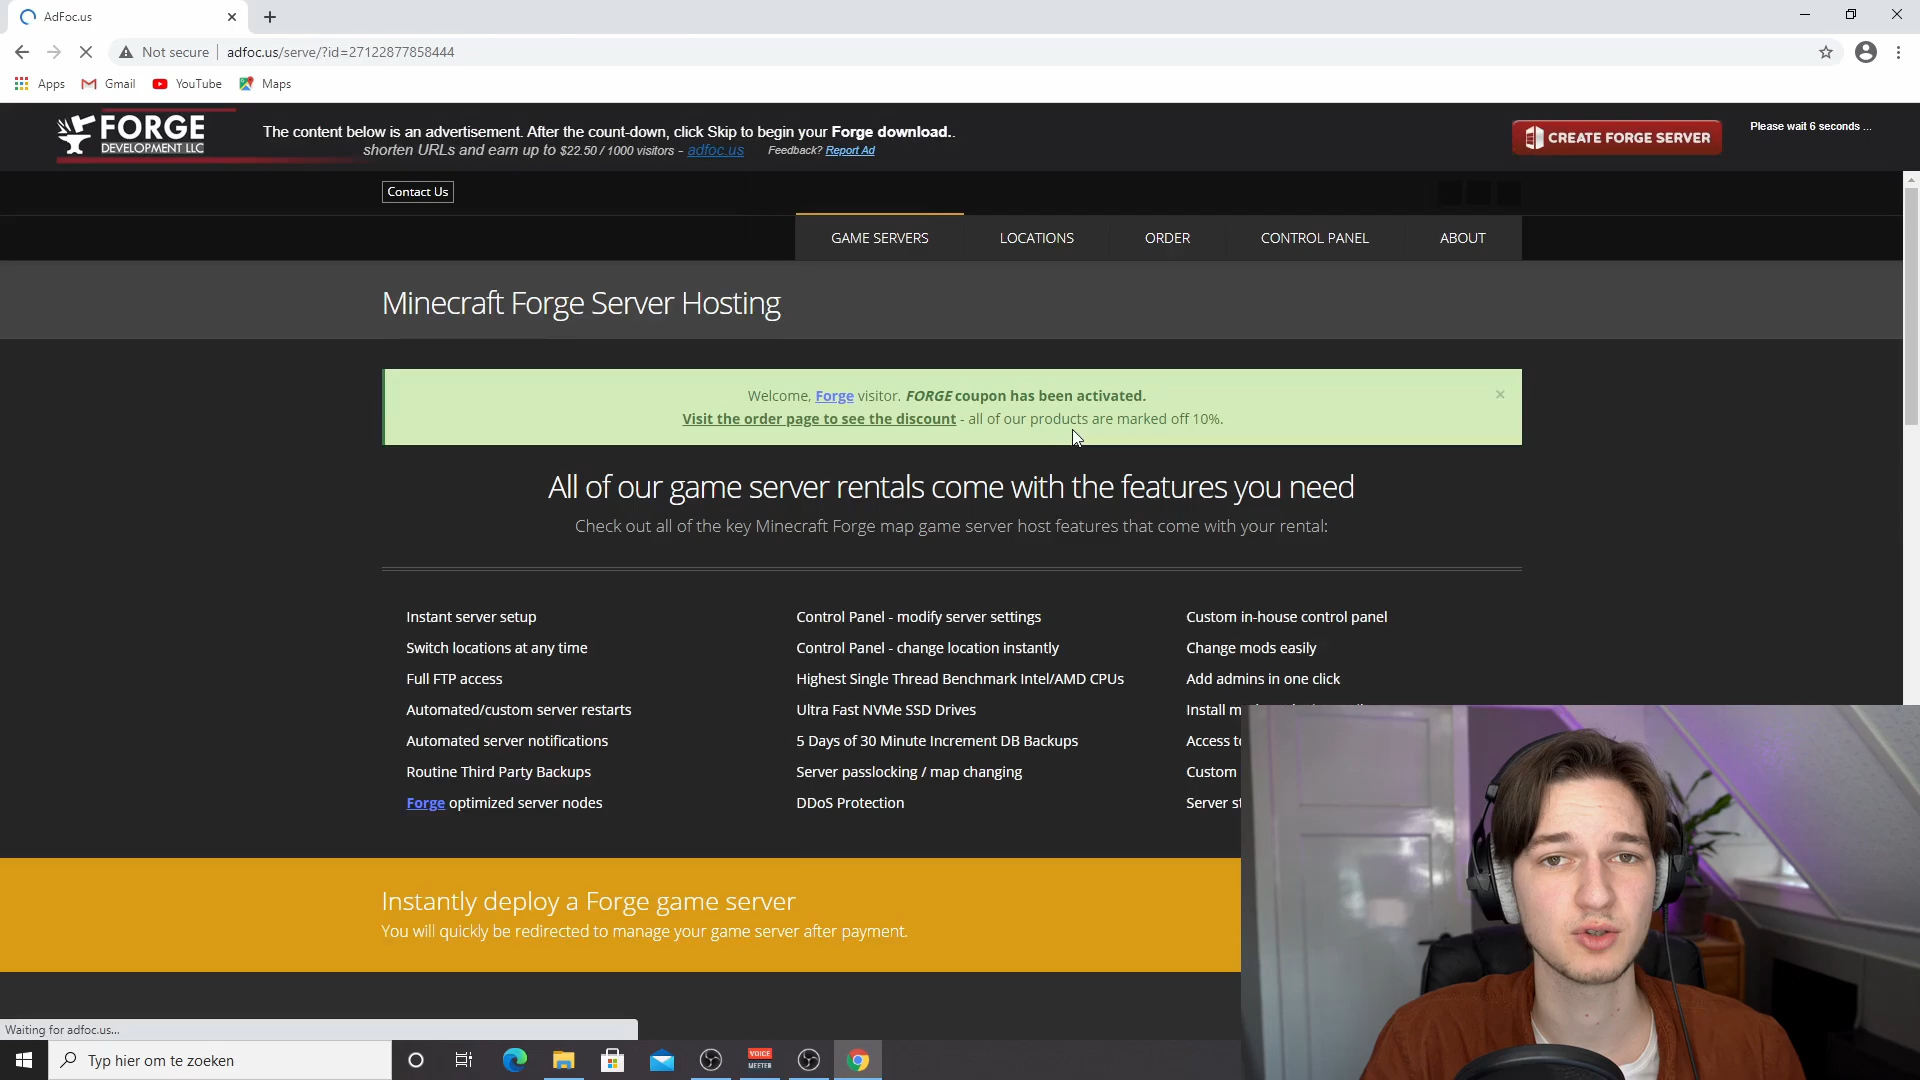 AdFoc.us
Not secure adfoc.us/serve/?id=27122877858444
Apps Gmail YouTube Maps
FORGE
DEVELOPMENT LLC
The content below is an advertisement. After the count-down, click Skip to begin your Forge download..
shorten URLs and earn up to $22.50 / 1000 visitors - adfoc.us Feedback? Report Ad
CREATE FORGE SERVER
Please wait 6 seconds ...
Contact Us
GAME SERVERS LOCATIONS ORDER CONTROL PANEL ABOUT
Minecraft Forge Server Hosting
Welcome, Forge visitor. FORGE coupon has been activated.
Visit the order page to see the discount - all of our products are marked off 10%.
All of our game server rentals come with the features you need
Check out all of the key Minecraft Forge map game server host features that come with your rental:
Instant server setup
Switch locations at any time
Full FTP access
Automated/custom server restarts
Automated server notifications
Routine Third Party Backups
Forge optimized server nodes
Control Panel - modify server settings
Control Panel - change location instantly
Highest Single Thread Benchmark Intel/AMD CPUs
Ultra Fast NVMe SSD Drives
5 Days of 30 Minute Increment DB Backups
Server passlocking / map changing
DDoS Protection
Custom in-house control panel
Change mods easily
Add admins in one click
Install
Access
Custom
Server
Instantly deploy a Forge game server
You will quickly be redirected to manage your game server after payment.
Waiting for adfoc.us...
Typ hier om te zoeken
VOICE
MEETER